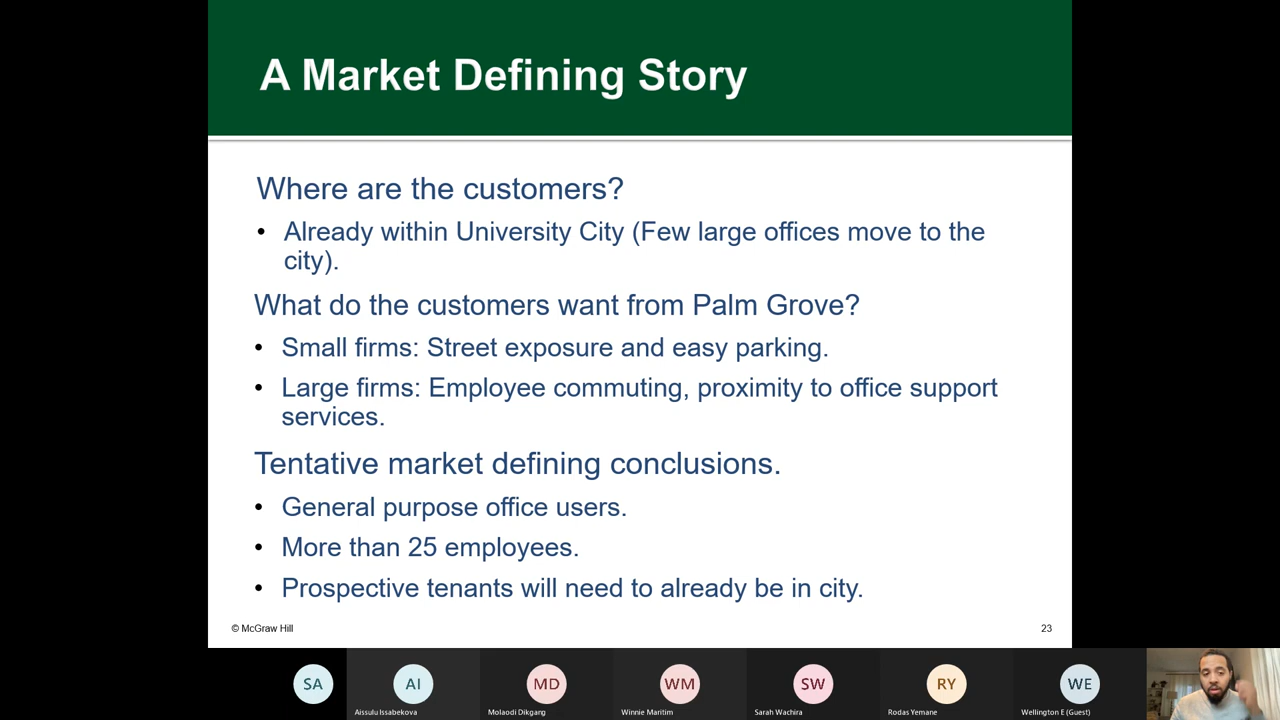 A Market Defining Story
Where are the customers?
• Already within University City (Few large offices move to the
city).
What do the customers want from Palm Grove?
• Small firms: Street exposure and easy parking.
• Large firms: Employee commuting, proximity to office support
services.
Tentative market defining conclusions.
• General purpose office users.
• More than 25 employees.
• Prospective tenants will need to already be in city.
© McGraw Hill
23
SA
AI
MD
WM
SW
RY
WE
Aissulu Issabekova
Molaodi Dikgang
Winnie Maritim
Sarah Wachira
Rodas Yemane
Wellington E (Guest)